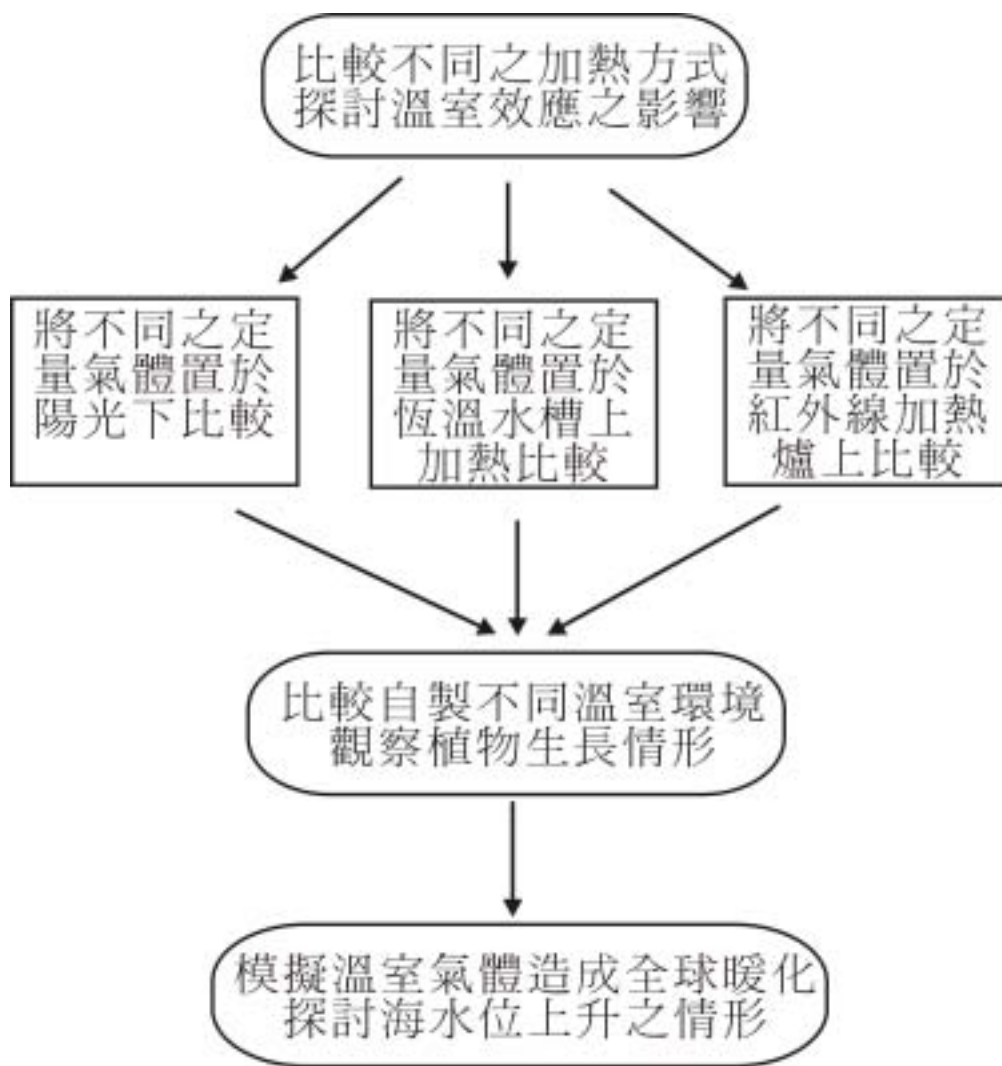 比較不同之加熱方式
探討溫室效應之影響
將不同之定
量氣體置於
陽光下比較
將不同之定
量氣體置於
恆溫水槽上
加熱比較
將不同之定
量氣體置於
紅外線加熱
爐上比較
比較自製不同溫室環境
觀察植物生長情形
模擬溫室氣體造成全球暖化
探討海水位上升之情形